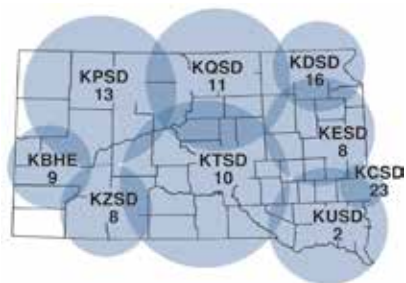 KPSD
13
KQSD
11
KDSD
16
KBHE
9
KTSD
10
KESD
8
KCSD
23
KZSD
8
KUSD
2